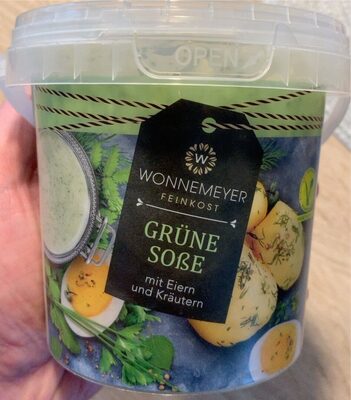 OPEN
W
WONNEMEYER
FEINKOST
GRÜNE
SOßE
mit Eiern
und Kräutern